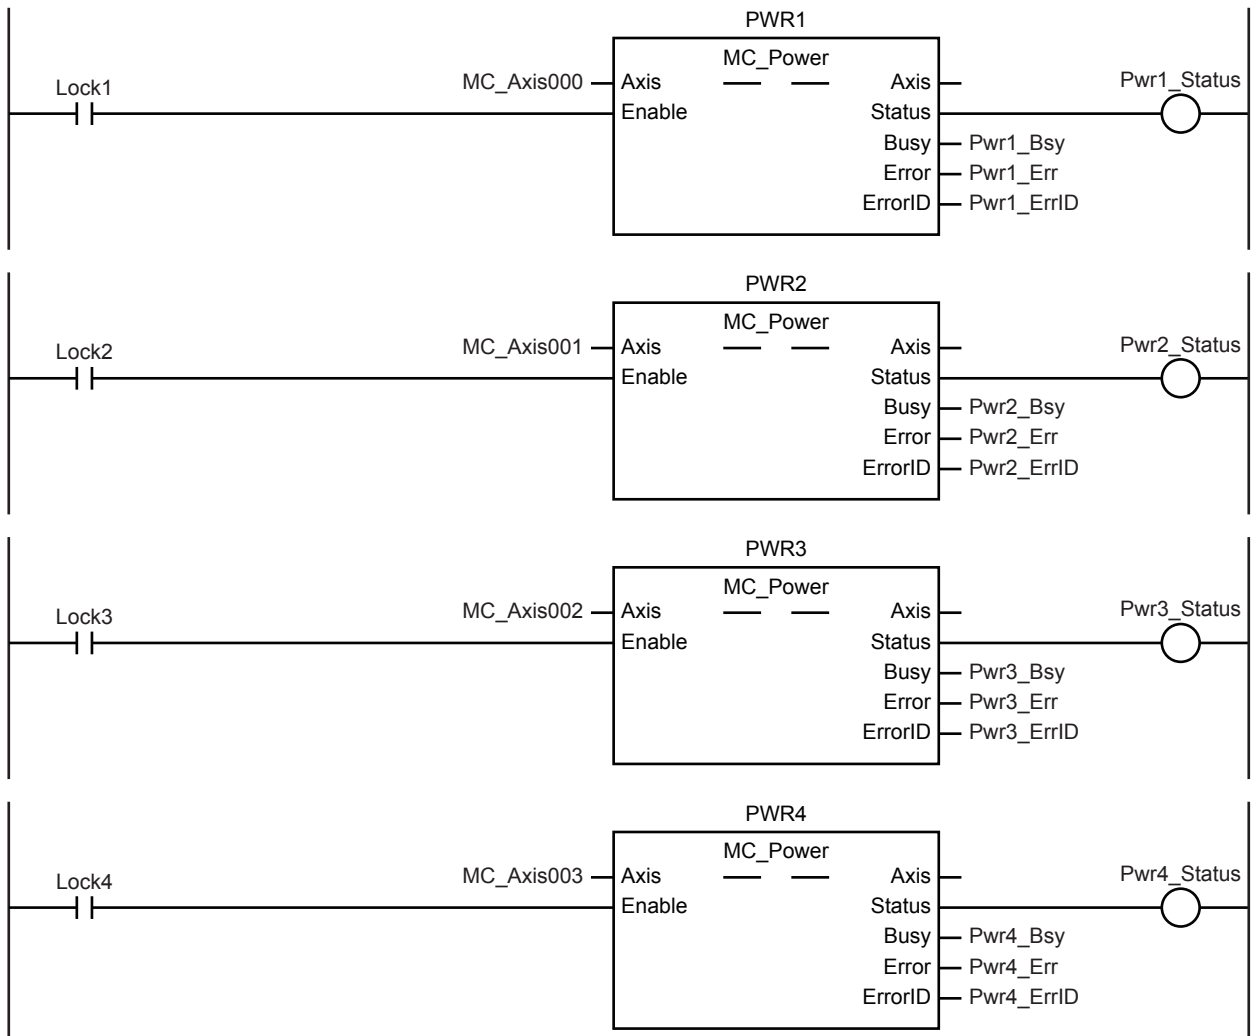 PWR1
MC_Power
Lock1
MC_Axis000
Axis
Axis
Pwr1_Status
Enable
Status
Busy
Pwr1_Bsy
Error
Pwr1_Err
ErrorID
Pwr1_ErrID
PWR2
MC_Power
Lock2
MC_Axis001
Axis
Axis
Pwr2_Status
Enable
Status
Busy
Pwr2_Bsy
Error
Pwr2_Err
ErrorID
Pwr2_ErrID
PWR3
MC_Power
Lock3
MC_Axis002
Axis
Axis
Pwr3_Status
Enable
Status
Busy
Pwr3_Bsy
Error
Pwr3_Err
ErrorID
Pwr3_ErrID
PWR4
MC_Power
Lock4
MC_Axis003
Axis
Axis
Pwr4_Status
Enable
Status
Busy
Pwr4_Bsy
Error
Pwr4_Err
ErrorID
Pwr4_ErrID